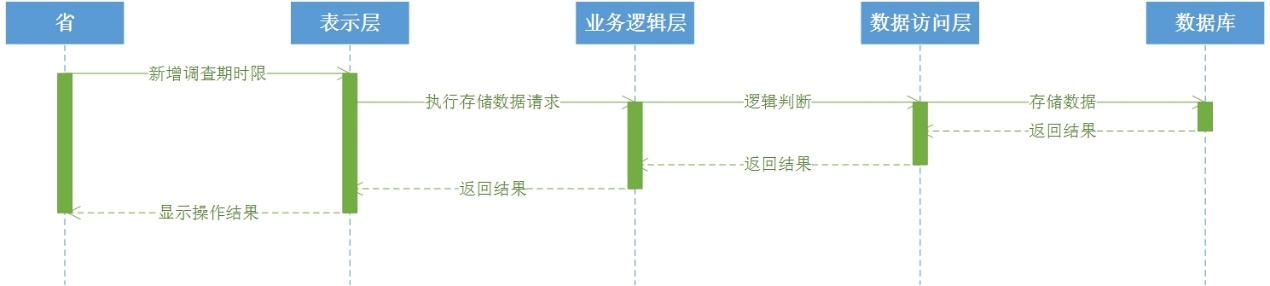 省
表示层
业务逻辑层
数据访问层
数据库
新增调查期时限
执行存储数据请求
逻辑判断
存储数据
返回结果
返回结果
返回结果
显示操作结果